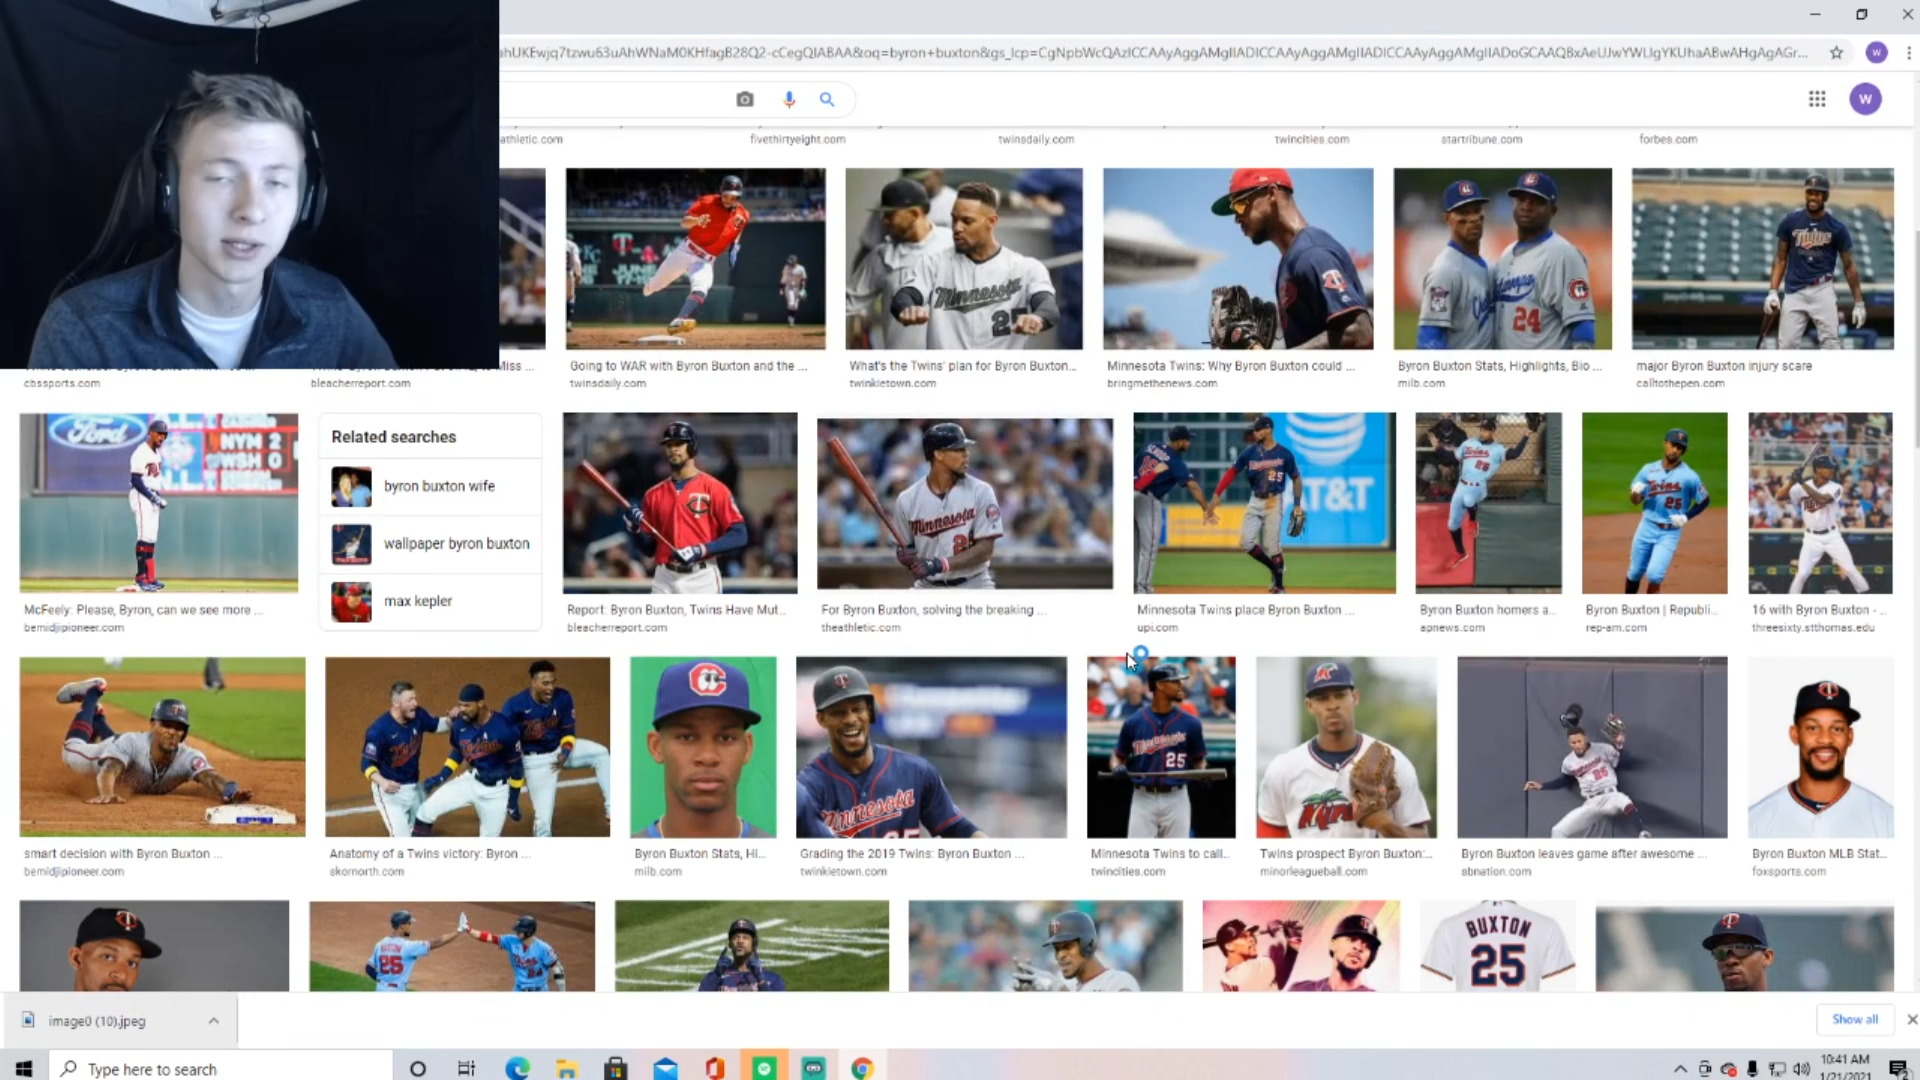 athletic.com
fivethirtyeight.com
twinsdaily.com
twincities.com
startribune.com
forbes.com
W
Going to WAR with Byron Buxton and the ...
twinsdaily.com
What's the Twins' plan for Byron Buxton...
twinkietown.com
Minnesota Twins: Why Byron Buxton could ...
bringmethenews.com
Byron Buxton Stats, Highlights, Bio ...
milb.com
major Byron Buxton injury scare
calltothepen.com
cbssports.com
bleacherreport.com
Ford
NYM 2
WSH 0
McFeely: Please, Byron, can we see more ...
bemidjipioneer.com
Related searches
byron buxton wife
wallpaper byron buxton
max kepler
Report: Byron Buxton, Twins Have Mut...
bleacherreport.com
For Byron Buxton, solving the breaking ...
theathletic.com
AT&T
Minnesota Twins place Byron Buxton ...
upi.com
Byron Buxton homers a...
apnews.com
Byron Buxton | Republi...
rep-am.com
16 with Byron Buxton - ...
threesixty.stthomas.edu
smart decision with Byron Buxton ...
bemidjipioneer.com
Anatomy of a Twins victory: Byron ...
skornorth.com
Byron Buxton Stats, Hi...
milb.com
Grading the 2019 Twins: Byron Buxton ...
twinkietown.com
Minnesota Twins to call...
twincities.com
Twins prospect Byron Buxton:...
minorleagueball.com
Byron Buxton leaves game after awesome ...
sbnation.com
Byron Buxton MLB Stat...
foxsports.com
BUXTON
25
image0 (10).jpeg
Show all
Type here to search
10:41 AM
1/21/2021